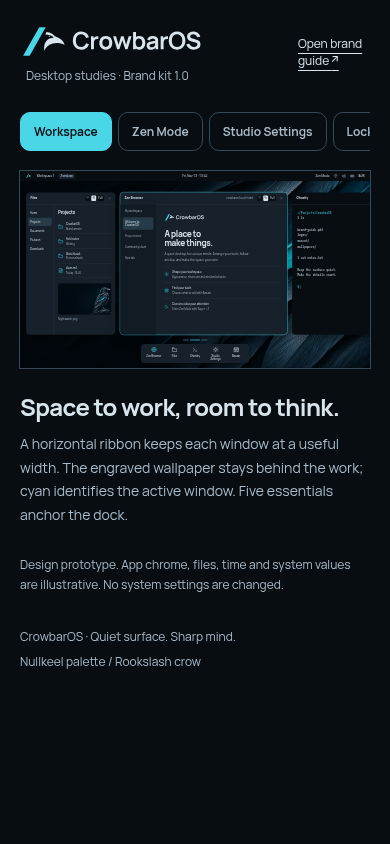 CrowbarOS
Desktop studies · Brand kit 1.0
Open brand
guide↗
Workspace
Zen Mode
Studio Settings
Lock
Files
Projects
Zen Browser
CrowbarOS
A place to
make things.
Ghostty
Space to work, room to think.
A horizontal ribbon keeps each window at a useful
width. The engraved wallpaper stays behind the work;
cyan identifies the active window. Five essentials
anchor the dock.
Design prototype. App chrome, files, time and system values
are illustrative. No system settings are changed.
CrowbarOS · Quiet surface. Sharp mind.
Nullkeel palette / Rookslash crow